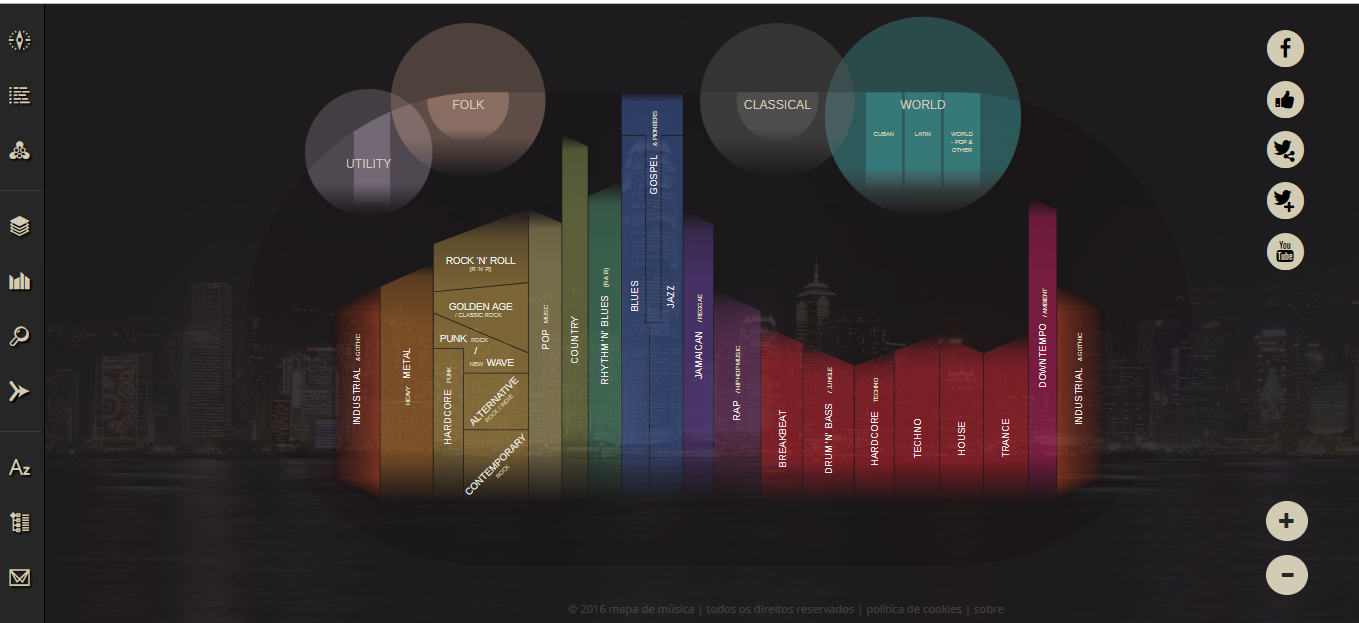 FOLK
CLASSICAL
WORLD
CUBAN
LATIN
WORLD
- POP &
OTHER
UTILITY
INDUSTRIAL & GOTHIC
HEAVY METAL
ROCK 'N' ROLL
(R 'N' R)
GOLDEN AGE
/ CLASSIC ROCK
PUNK ROCK
/
NEW WAVE
HARDCORE PUNK
ALTERNATIVE
ROCK / INDIE
CONTEMPORARY
ROCK
POP MUSIC
COUNTRY
RHYTHM 'N' BLUES (R & B)
BLUES
GOSPEL & PIONEERS
JAZZ
JAMAICAN / REGGAE
RAP / HIP HOP MUSIC
BREAKBEAT
DRUM 'N' BASS / JUNGLE
HARDCORE TECHNO
TECHNO
HOUSE
TRANCE
DOWNTEMPO / AMBIENT
INDUSTRIAL & GOTHIC
Az
You
Tube
© 2016 mapa de música | todos os direitos reservados | política de cookies | sobre